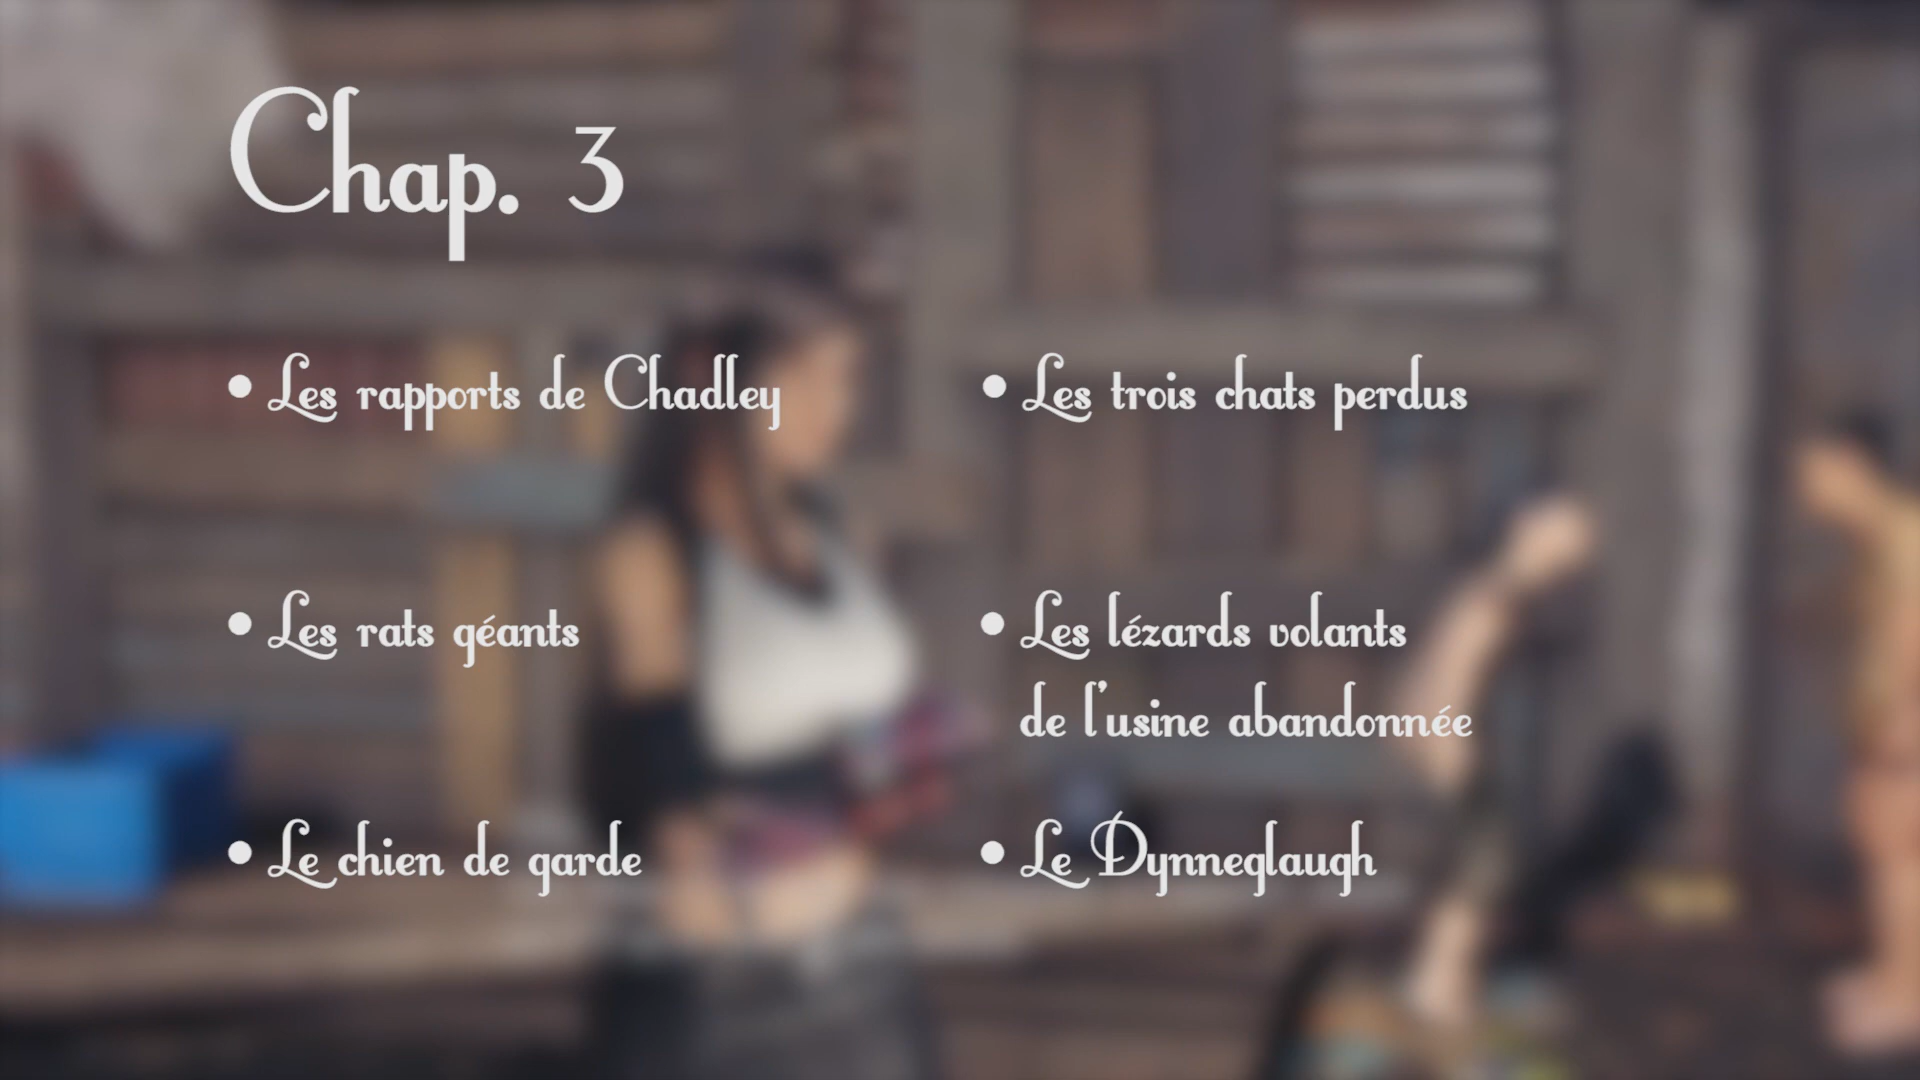 Chap. 3
• Les rapports de Chadley
• Les trois chats perdus
• Les rats géants
• Les lézards volants
de l'usine abandonnée
• Le chien de garde
• Le Dynneglaugh